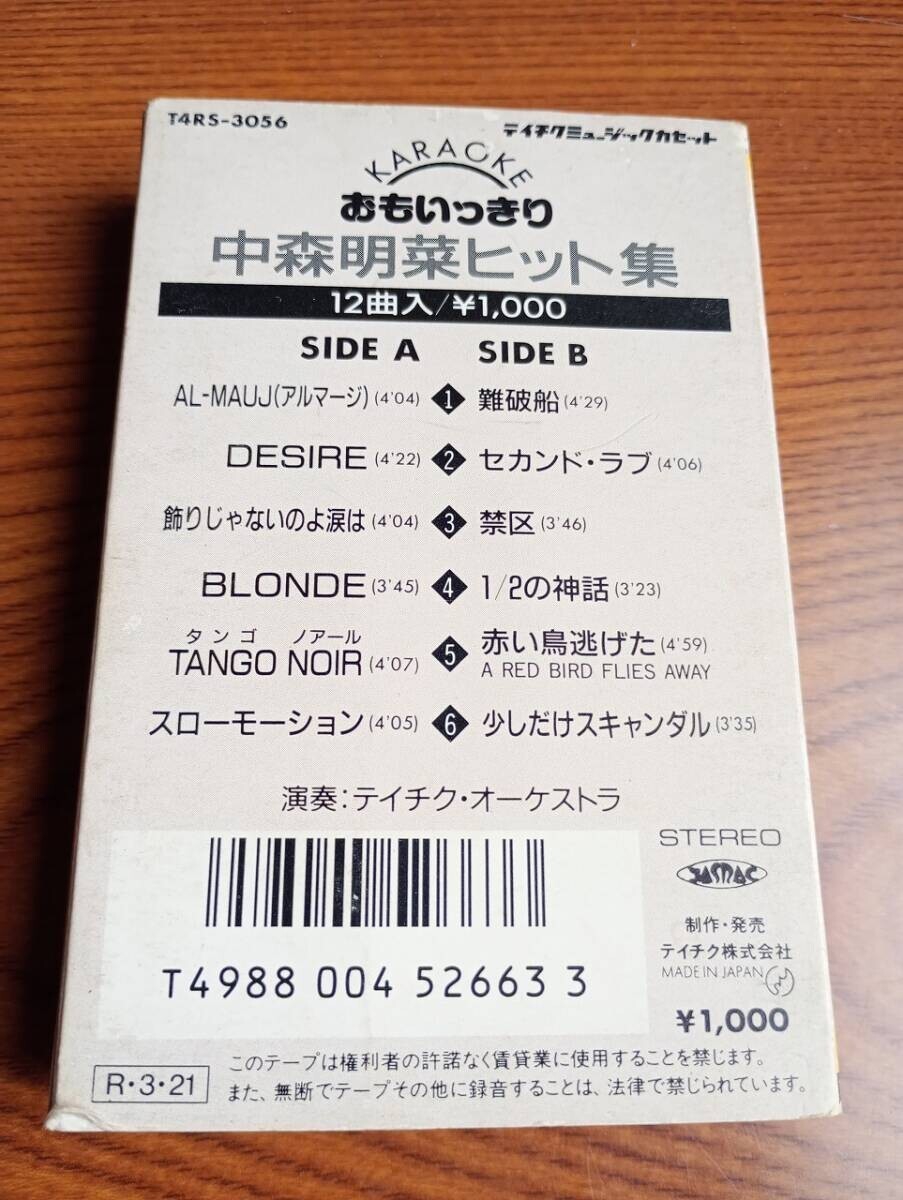 T4RS-3056
テイチクミュージックカセット
KARAOKE
おもいっきり
中森明菜ヒット集
12曲入/¥1,000
SIDE A SIDE B
AL-MAUJ(アルマージ)(4'04) 1 難破船(4'29)
DESIRE(4'22) 2 セカンド・ラブ(4'06)
飾りじゃないのよ涙は(4'04) 3 禁区(3'46)
BLONDE(3'45) 4 1/2の神話(3'23)
タンゴ ノアール
TANGO NOIR(4'07) 5 赤い鳥逃げた(4'59)
A RED BIRD FLIES AWAY
スローモーション(4'05) 6 少しだけスキャンダル(3'35)
演奏:テイチク・オーケストラ
STEREO
制作・発売
テイチク株式会社
MADE IN JAPAN
T4988 004 52663 3
¥1,000
R・3・21
このテープは権利者の許諾なく賃貸業に使用することを禁じます。
また、無断でテープその他に録音することは、法律で禁じられています。